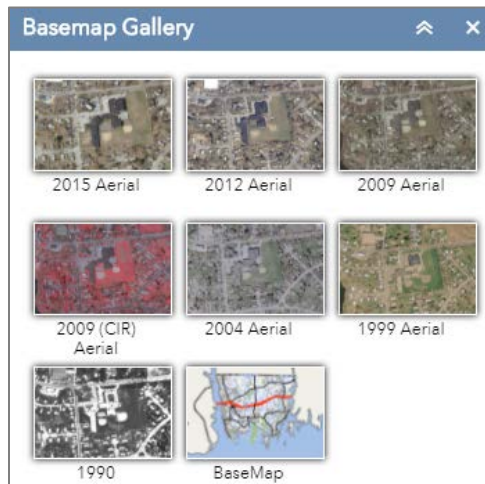 Basemap Gallery
2015 Aerial
2012 Aerial
2009 Aerial
2009 (CIR)
Aerial
2004 Aerial
1999 Aerial
1990
BaseMap